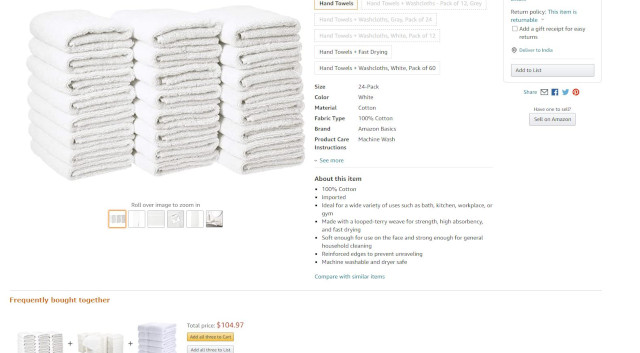 Hand Towels
Hand Towels + Washcloths - Pack of 12, Gray
Hand Towels + Washcloths, Gray, Pack of 24
Hand Towels + Washcloths, White, Pack of 12
Hand Towels + Fast Drying
Hand Towels + Washcloths, White, Pack of 60
Size 24-Pack
Color White
Material Cotton
Fabric Type 100% Cotton
Brand Amazon Basics
Product Care Machine Wash
Instructions
See more
About this item
• 100% Cotton
• Imported
• Ideal for a wide variety of uses such as bath, kitchen, workplace, or
gym
• Made with a looped-terry weave for strength, high absorbency,
and fast drying
• Soft enough for use on the face and strong enough for general
household cleaning
• Reinforced edges to prevent unraveling
• Machine washable and dryer safe
Compare with similar items
Roll over image to zoom in
Return policy: This item is
returnable
Add a gift receipt for easy
returns
Deliver to India
Add to List
Share
Have one to sell?
Sell on Amazon
Frequently bought together
+ +
Total price: $104.97
Add all three to Cart
Add all three to List